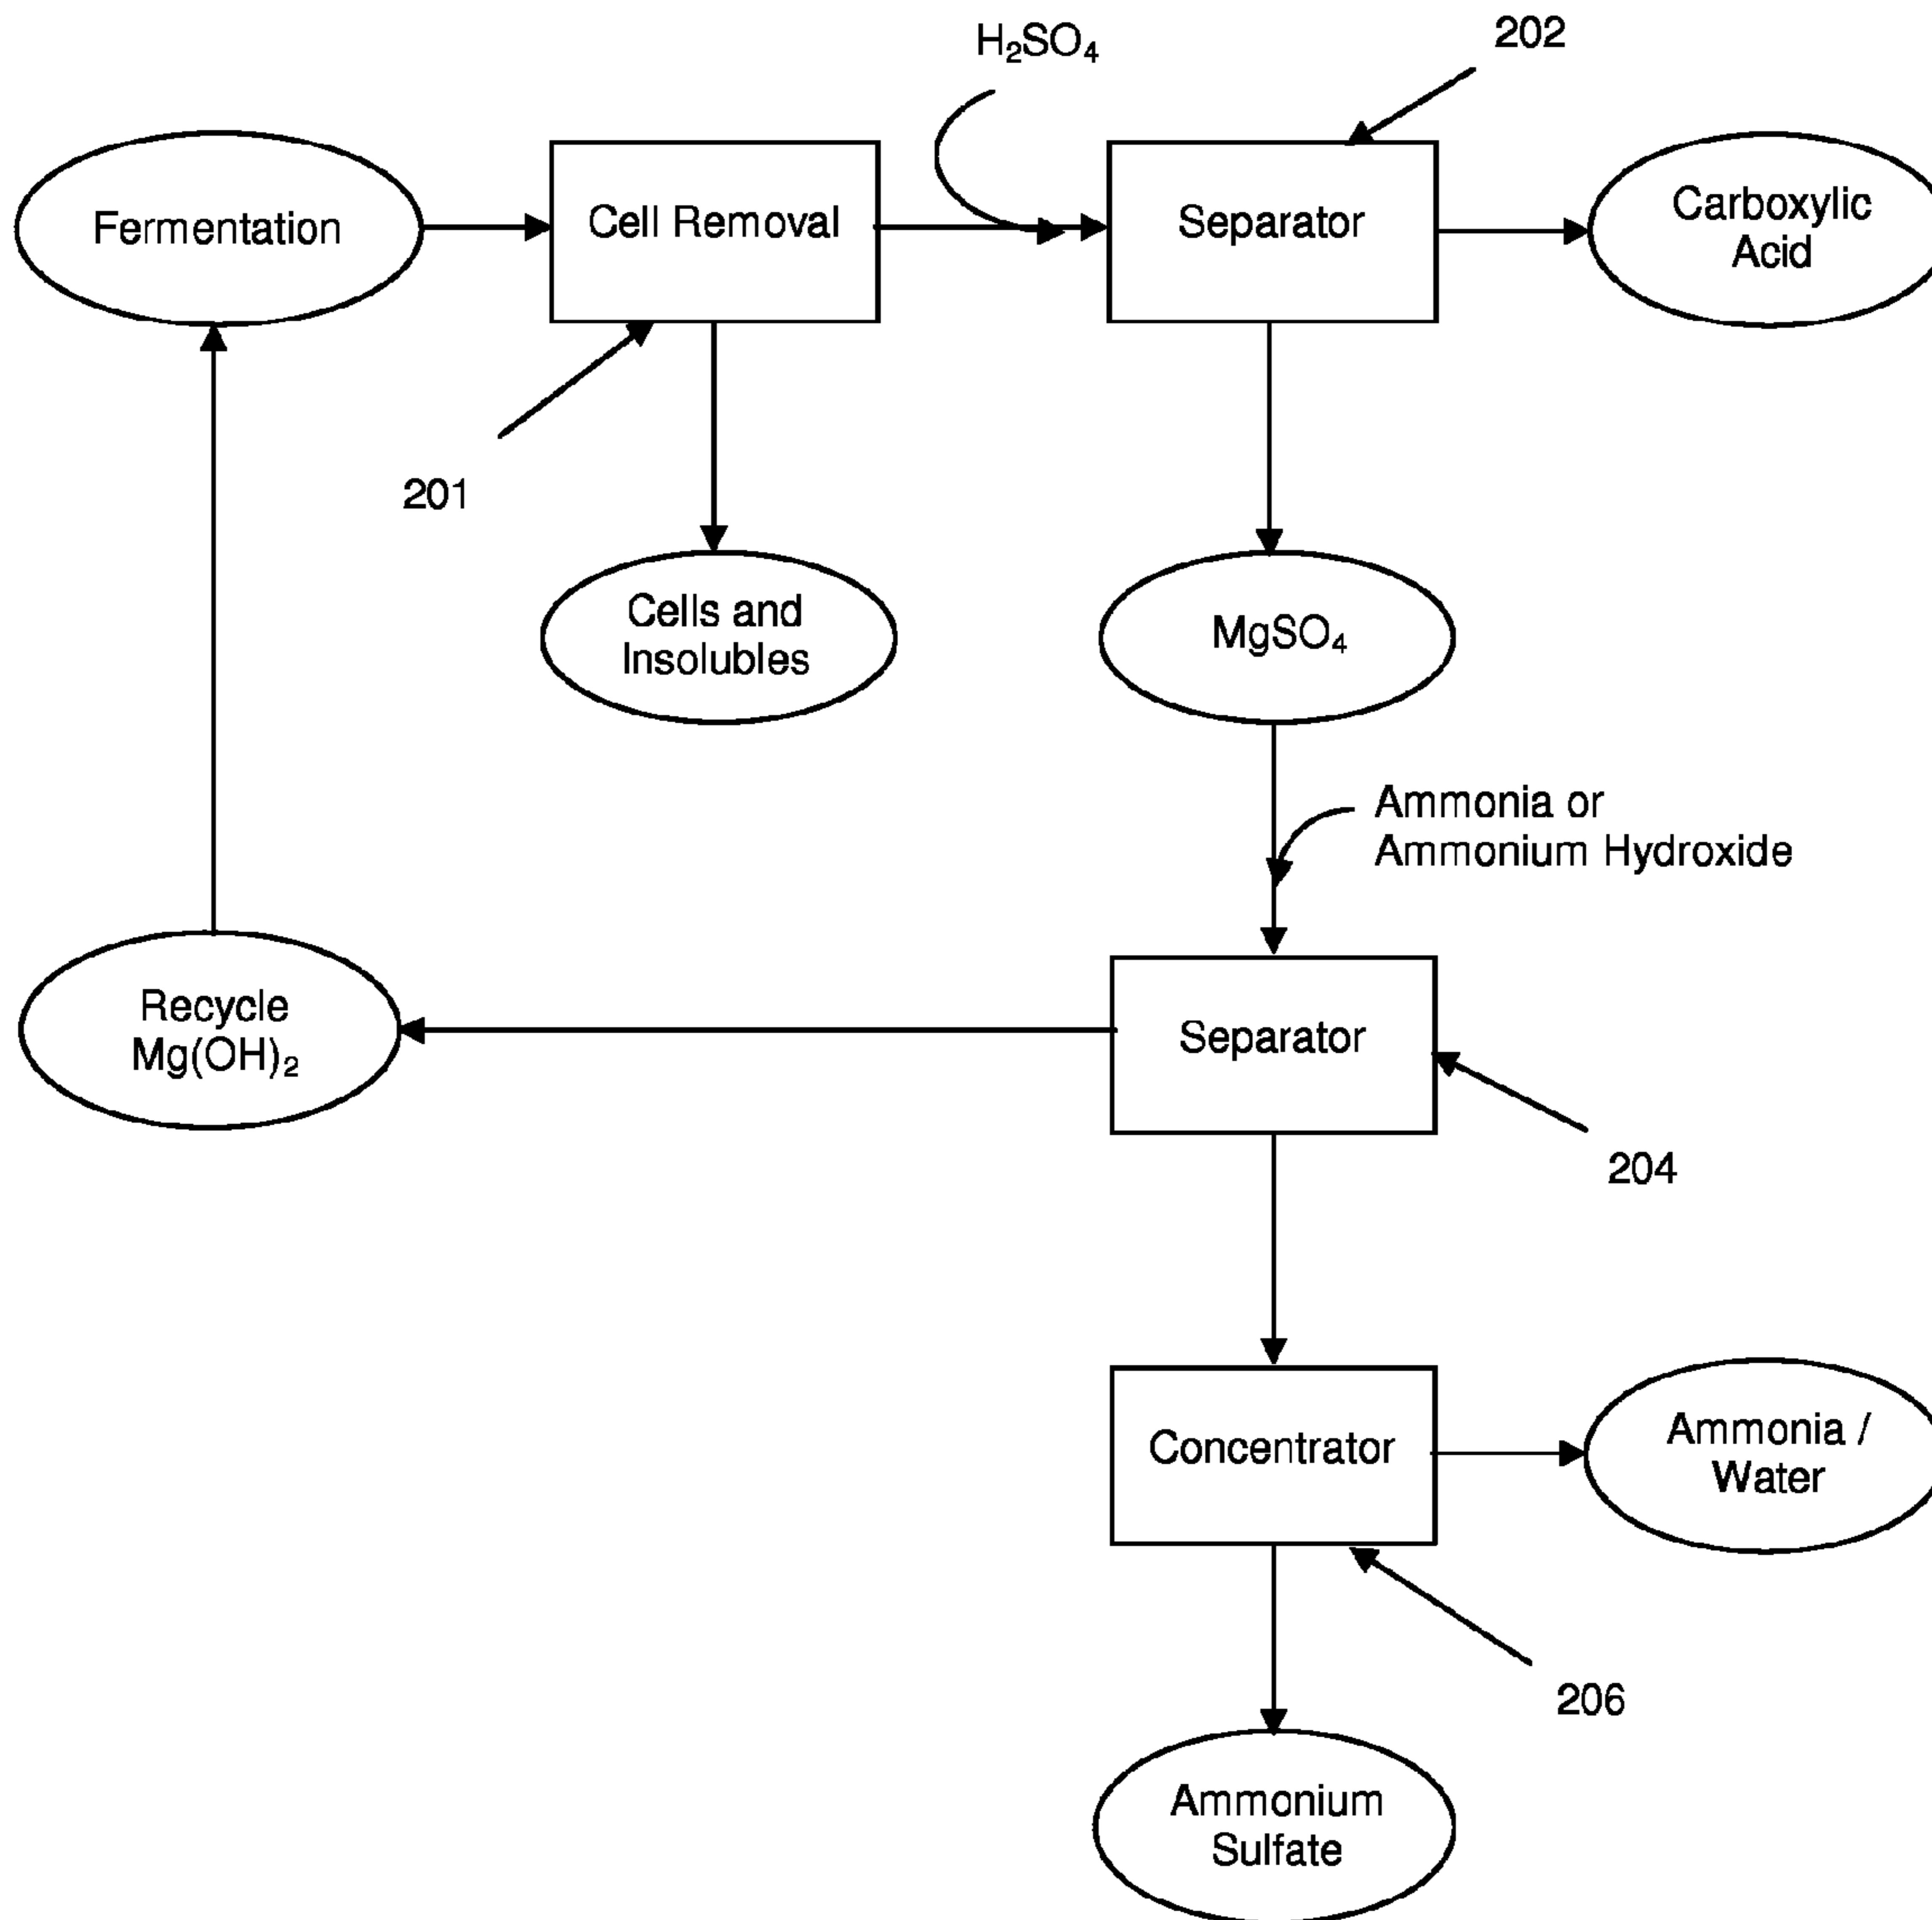 H₂SO₄
202
Fermentation
Cell Removal
Separator
Carboxylic
Acid
201
Cells and
Insolubles
MgSO₄
Ammonia or
Ammonium Hydroxide
Recycle
Mg(OH)₂
Separator
204
Concentrator
Ammonia /
Water
206
Ammonium
Sulfate